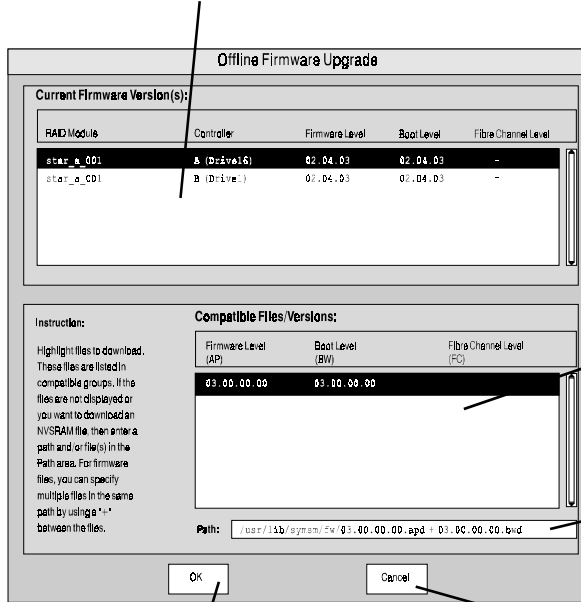 Offline Firmware Upgrade
Current Firmware Version(s):
RAID Module Controller Firmware Level Boot Level Fibre Channel Level
star_a_001 A (Drive16) 02.04.03 02.04.03 -
star_a_001 B (Drive1) 02.04.03 02.04.03 -
Instruction:
Highlight files to download.
These files are listed in
compatible groups. If the
files are not displayed or
you want to download an
NVSRAM file, then enter a
path and/or file(s) in the
Path area. For firmware
files, you can specify
multiple files in the same
path by using a "+"
between the files.
Compatible Files/Versions:
Firmware Level Boot Level Fibre Channel Level
(AP) (BW) (FC)
03.00.00.00 03.00.00.00
Path: /usr/lib/symsm/fw/03.00.00.00.apd + 03.00.00.00.bwd
OK Cancel